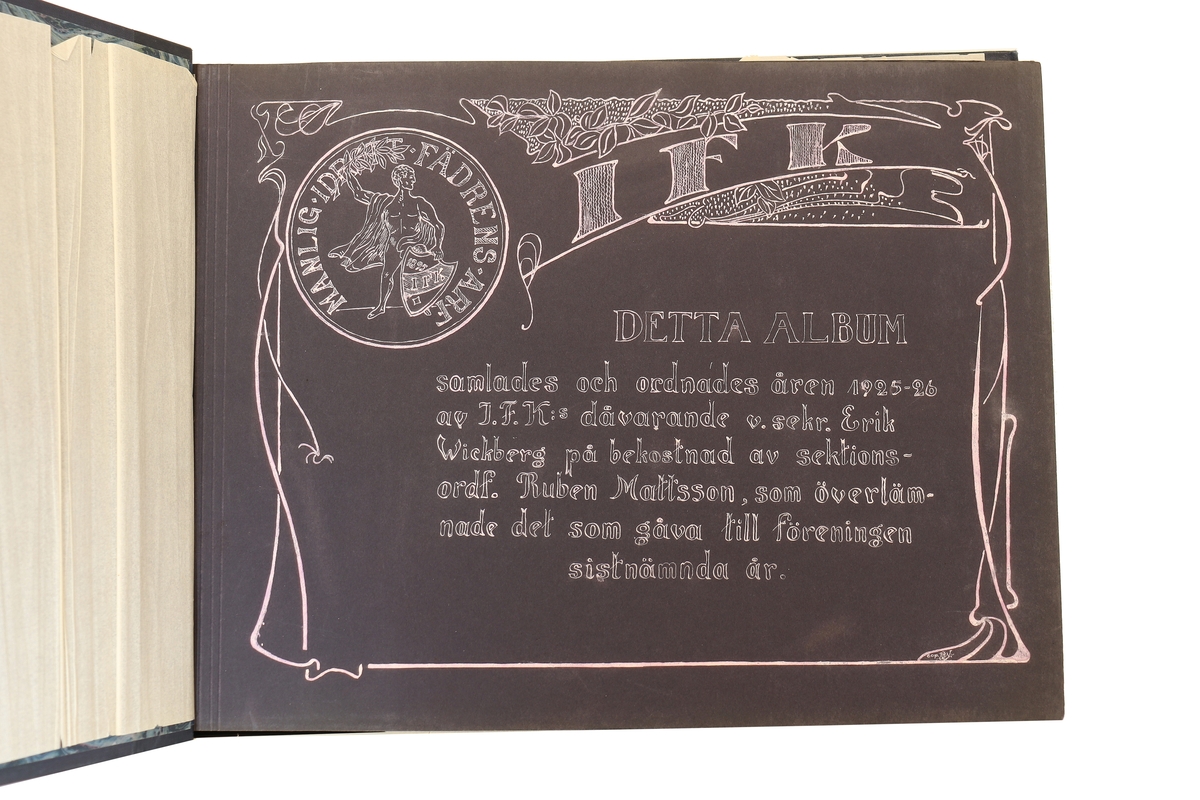 MANLIG · IDROTT · FÄDRENS · ARF
IFK
IFK
DETTA ALBUM
samlades och ordnades åren 1925-26
av I.F.K:s dåvarande v. sekr. Erik
Wickberg på bekostnad av sektions-
ordf. Ruben Mattsson, som överläm-
nade det som gåva till föreningen
sistnämnda år.